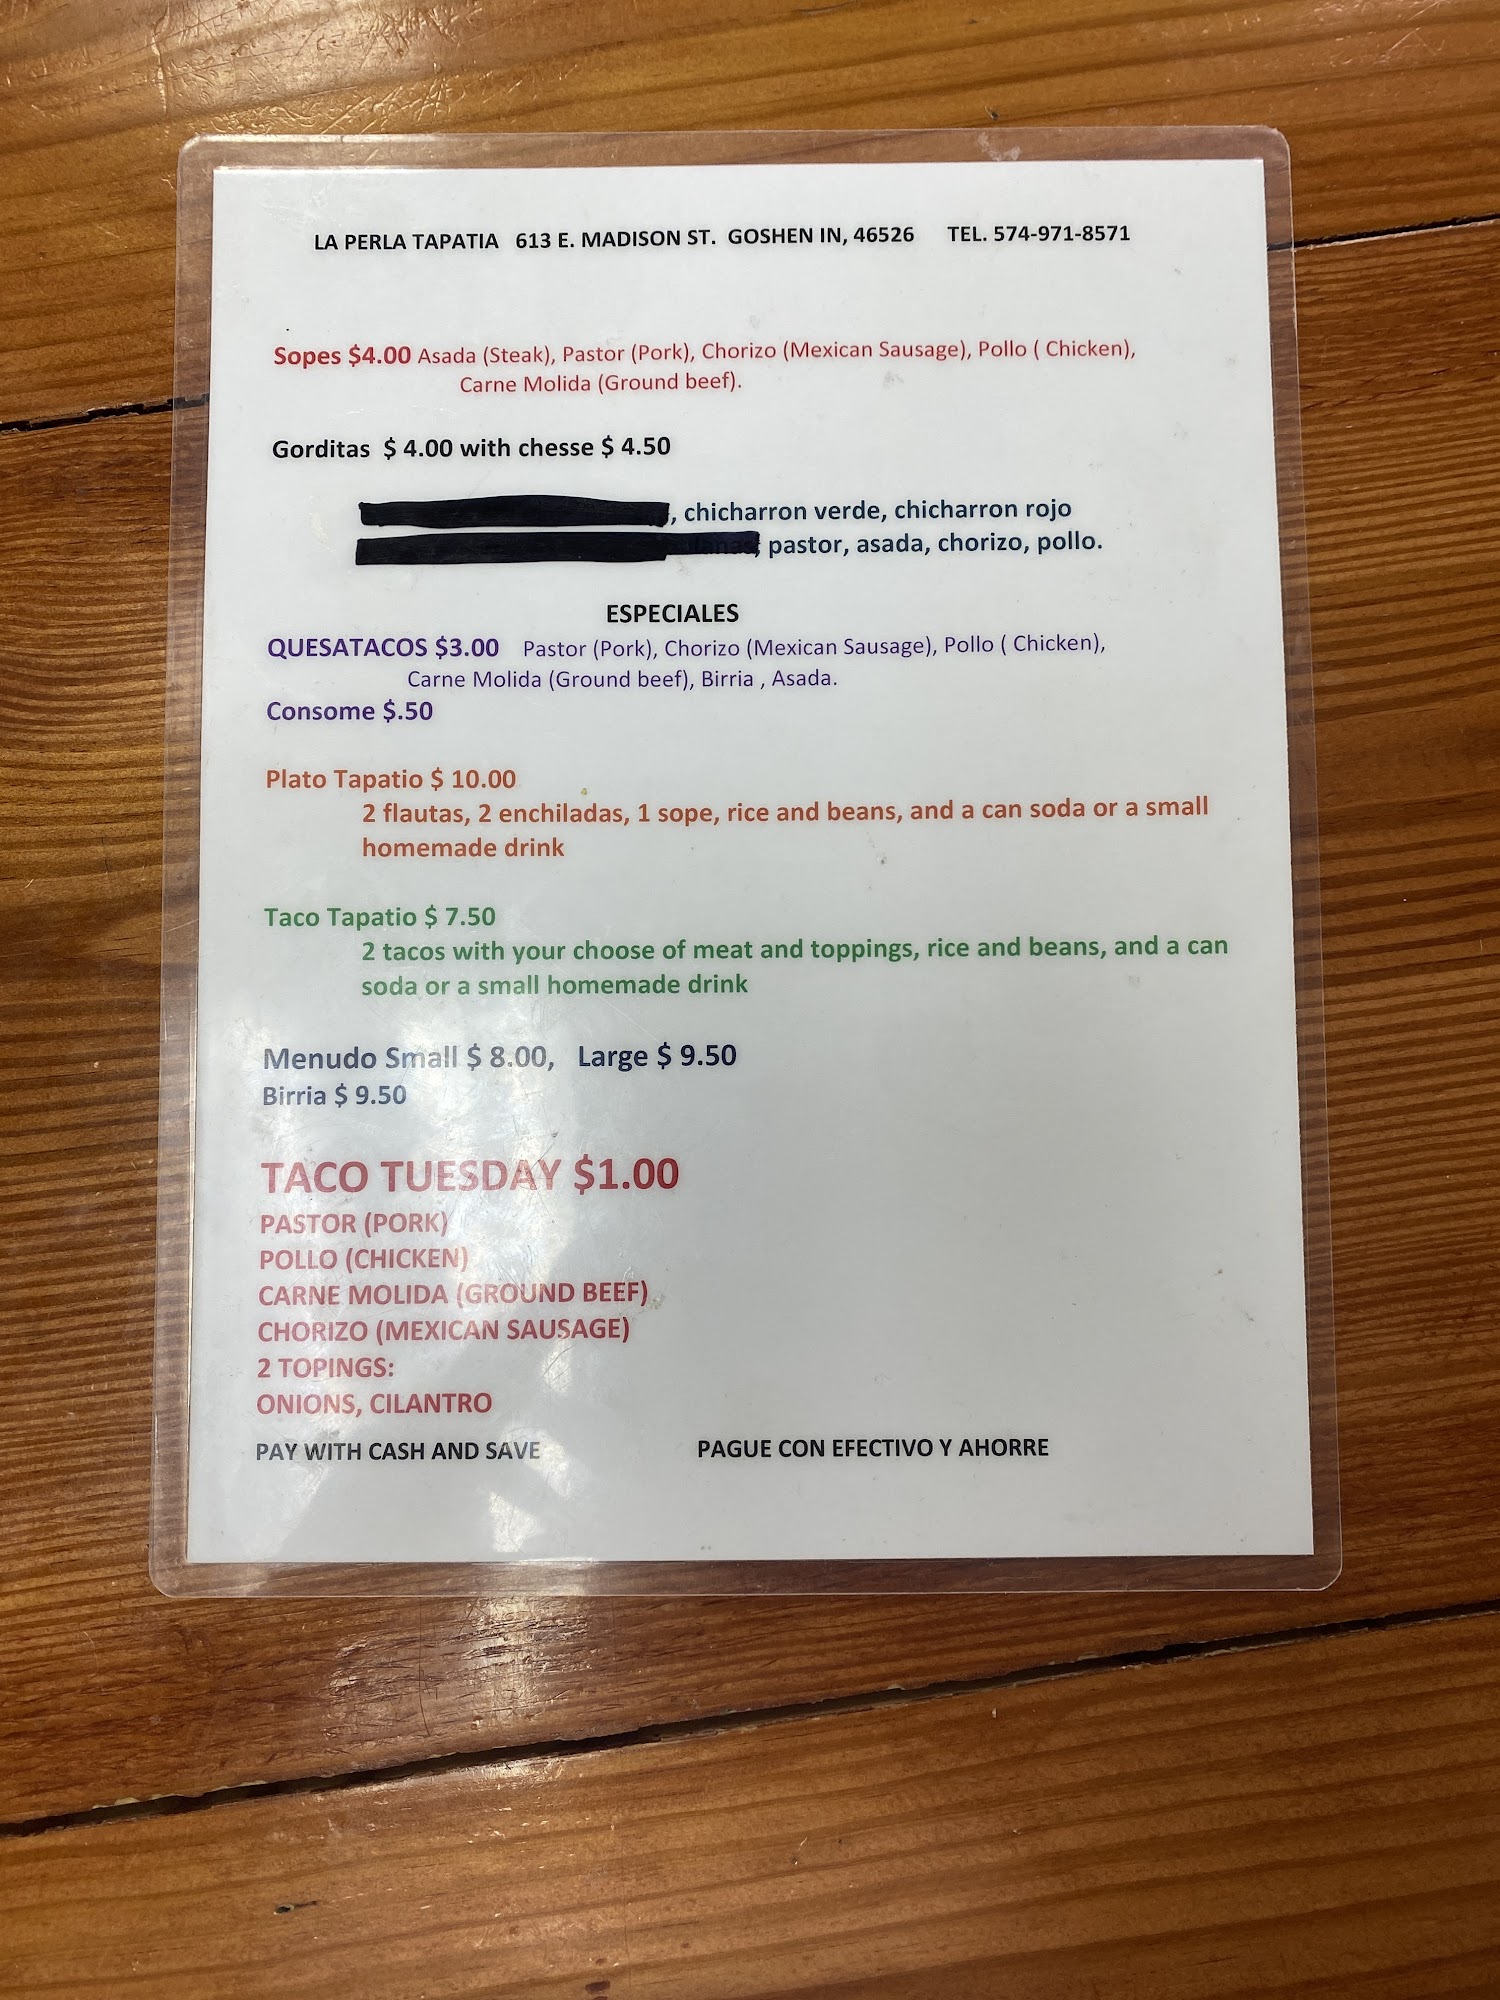 LA PERLA TAPATIA 613 E. MADISON ST. GOSHEN IN, 46526 TEL. 574-971-8571
Sopes $4.00 Asada (Steak), Pastor (Pork), Chorizo (Mexican Sausage), Pollo ( Chicken),
Carne Molida (Ground beef).
Gorditas $ 4.00 with chesse $ 4.50
, chicharron verde, chicharron rojo
pastor, asada, chorizo, pollo.
ESPECIALES
QUESATACOS $3.00 Pastor (Pork), Chorizo (Mexican Sausage), Pollo ( Chicken),
Carne Molida (Ground beef), Birria , Asada.
Consome $.50
Plato Tapatio $ 10.00
2 flautas, 2 enchiladas, 1 sope, rice and beans, and a can soda or a small
homemade drink
Taco Tapatio $ 7.50
2 tacos with your choose of meat and toppings, rice and beans, and a can
soda or a small homemade drink
Menudo Small $ 8.00, Large $ 9.50
Birria $ 9.50
TACO TUESDAY $1.00
PASTOR (PORK)
POLLO (CHICKEN)
CARNE MOLIDA (GROUND BEEF)
CHORIZO (MEXICAN SAUSAGE)
2 TOPINGS:
ONIONS, CILANTRO
PAY WITH CASH AND SAVE PAGUE CON EFECTIVO Y AHORRE